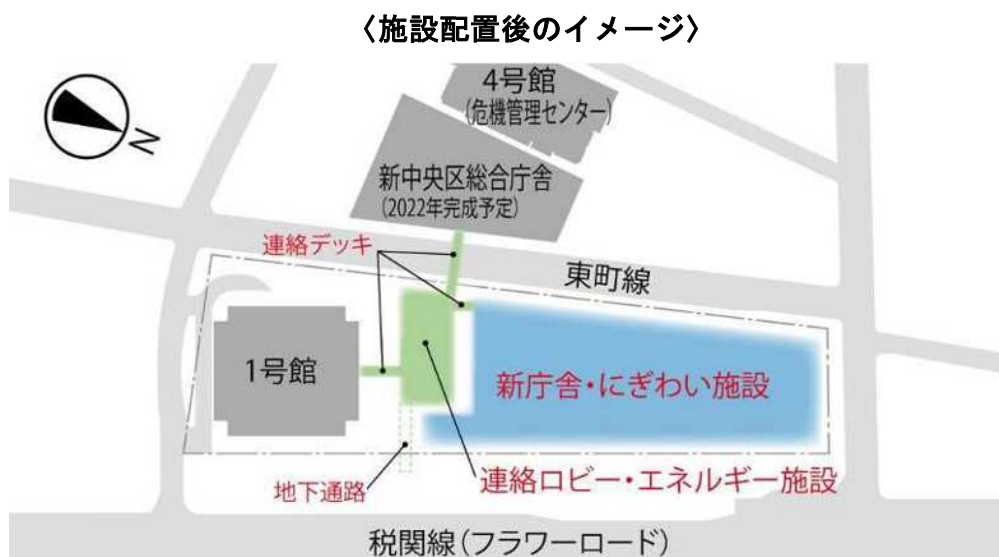 〈施設配置後のイメージ〉
4号館
(危機管理センター)
N
新中央区総合庁舎
(2022年完成予定)
連絡デッキ
東町線
1号館
新庁舎・にぎわい施設
連絡ロビー・エネルギー施設
地下通路
税関線(フラワーロード)